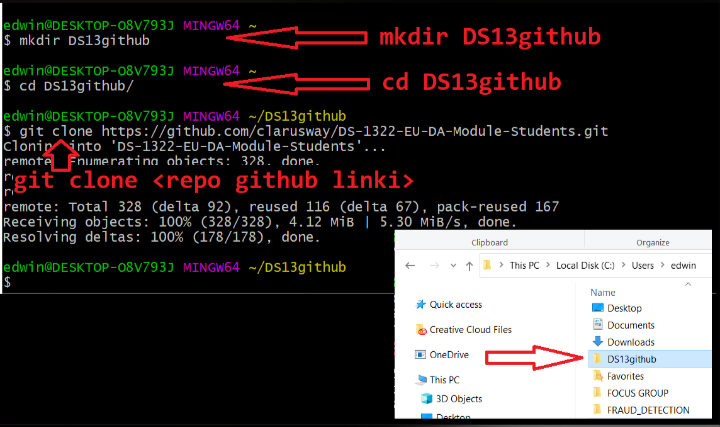 edwin@DESKTOP-O8V793J MINGW64 ~
$ mkdir DS13github
mkdir DS13github
edwin@DESKTOP-O8V793J MINGW64 ~
$ cd DS13github/
cd DS13github
edwin@DESKTOP-O8V793J MINGW64 ~/DS13github
$ git clone https://github.com/clarusway/DS-1322-EU-DA-Module-Students.git
Cloning into 'DS-1322-EU-DA-Module-Students'...
remote: Enumerating objects: 328, done.
re
git clone <repo github linki>
r
remote: Total 328 (delta 92), reused 116 (delta 67), pack-reused 167
Receiving objects: 100% (328/328), 4.12 MiB | 5.30 MiB/s, done.
Resolving deltas: 100% (178/178), done.
edwin@DESKTOP-O8V793J MINGW64 ~/DS13github
$
Clipboard Organize
This PC > Local Disk (C:) > Users > edwin
Name
Quick access
Creative Cloud Files
OneDrive
This PC
3D Objects
Desktop
Desktop
Documents
Downloads
DS13github
Favorites
FOCUS GROUP
FRAUD_DETECTION